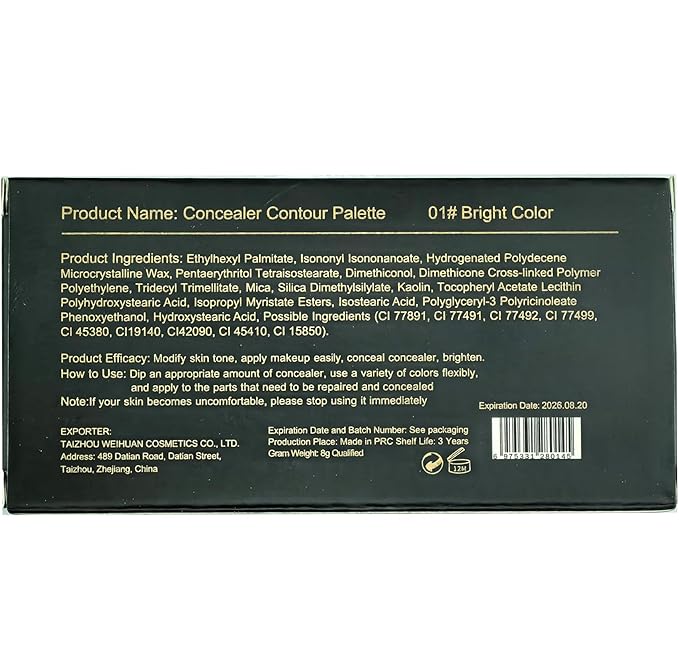 Product Name: Concealer Contour Palette 01# Bright Color
Product Ingredients: Ethylhexyl Palmitate, Isononyl Isononanoate, Hydrogenated Polydecene
Microcrystalline Wax, Pentaerythritol Tetraisostearate, Dimethiconol, Dimethicone Cross-linked Polymer
Polyethylene, Tridecyl Trimellitate, Mica, Silica Dimethylsilylate, Kaolin, Tocopheryl Acetate Lecithin
Polyhydroxystearic Acid, Isopropyl Myristate Esters, Isostearic Acid, Polyglyceryl-3 Polyricinoleate
Phenoxyethanol, Hydroxystearic Acid, Possible Ingredients (CI 77891, CI 77491, CI 77492, CI 77499,
CI 45380, CI19140, CI42090, CI 45410, CI 15850).
Product Efficacy: Modify skin tone, apply makeup easily, conceal concealer, brighten.
How to Use: Dip an appropriate amount of concealer, use a variety of colors flexibly,
and apply to the parts that need to be repaired and concealed
Note:If your skin becomes uncomfortable, please stop using it immediately
Expiration Date: 2026.08.20
EXPORTER:
TAIZHOU WEIHUAN COSMETICS CO., LTD.
Address: 489 Datian Road, Datian Street,
Taizhou, Zhejiang, China
Expiration Date and Batch Number: See packaging
Production Place: Made in PRC Shelf Life: 3 Years
Gram Weight: 8g Qualified
12M
6 975331 280145